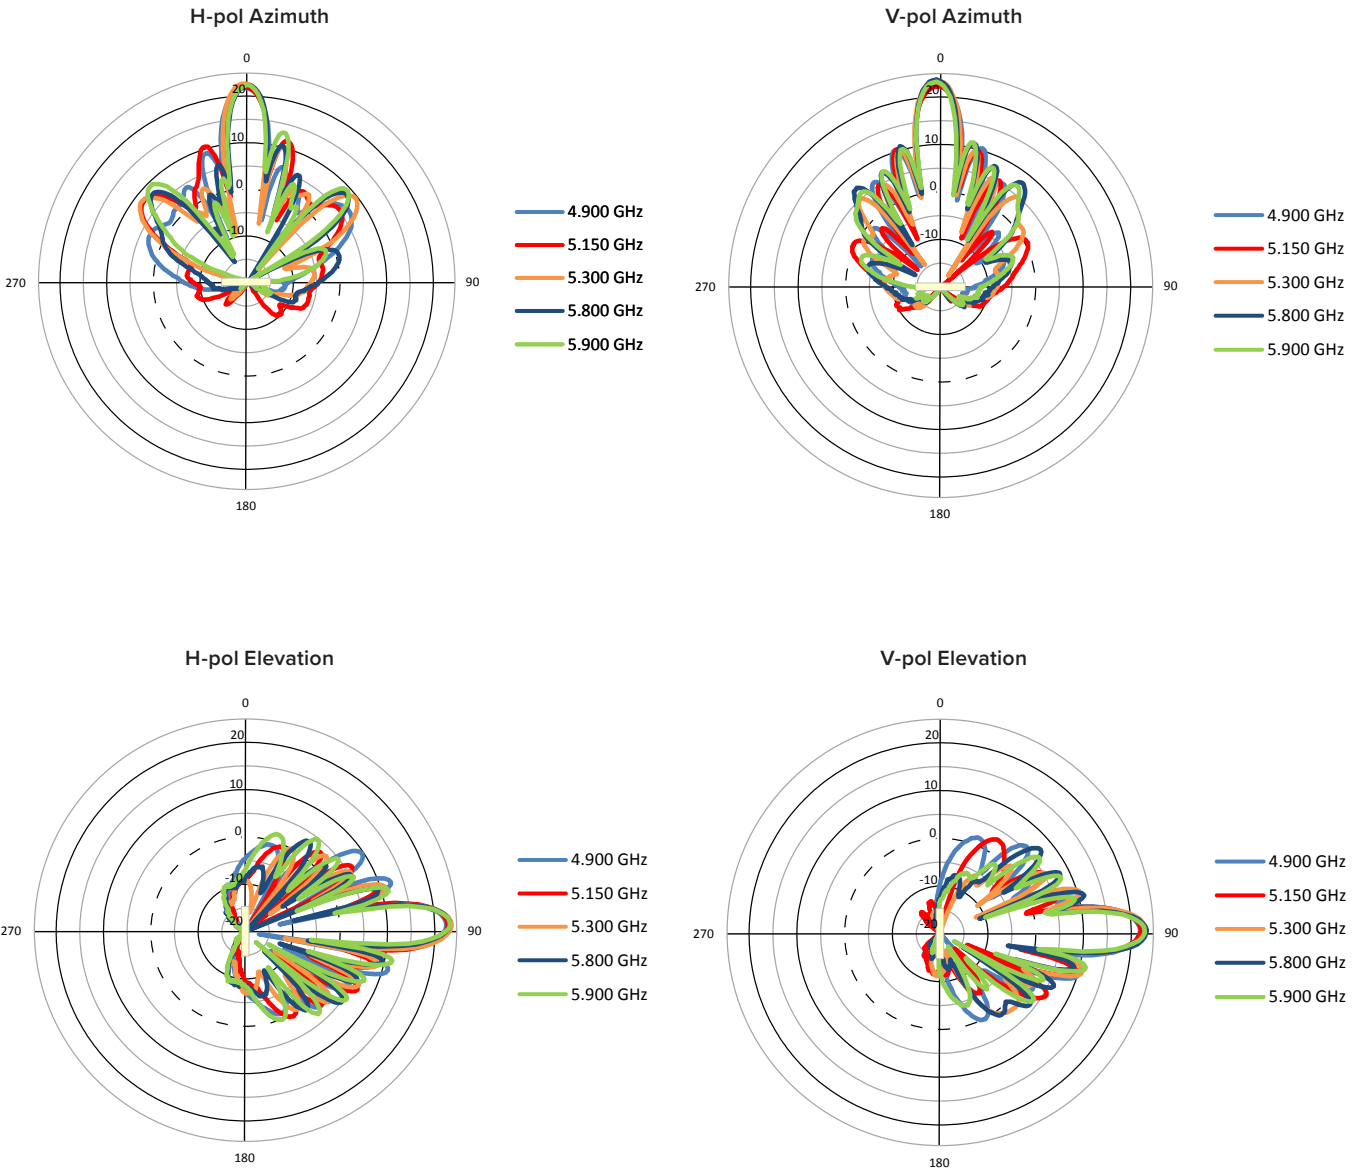 H-pol Azimuth
0
20
10
0
-10
270
90
180
4.900 GHz
5.150 GHz
5.300 GHz
5.800 GHz
5.900 GHz
V-pol Azimuth
0
20
10
0
-10
270
90
180
4.900 GHz
5.150 GHz
5.300 GHz
5.800 GHz
5.900 GHz
H-pol Elevation
0
20
10
0
-10
-20
270
90
180
4.900 GHz
5.150 GHz
5.300 GHz
5.800 GHz
5.900 GHz
V-pol Elevation
0
20
10
0
-10
-20
270
90
180
4.900 GHz
5.150 GHz
5.300 GHz
5.800 GHz
5.900 GHz